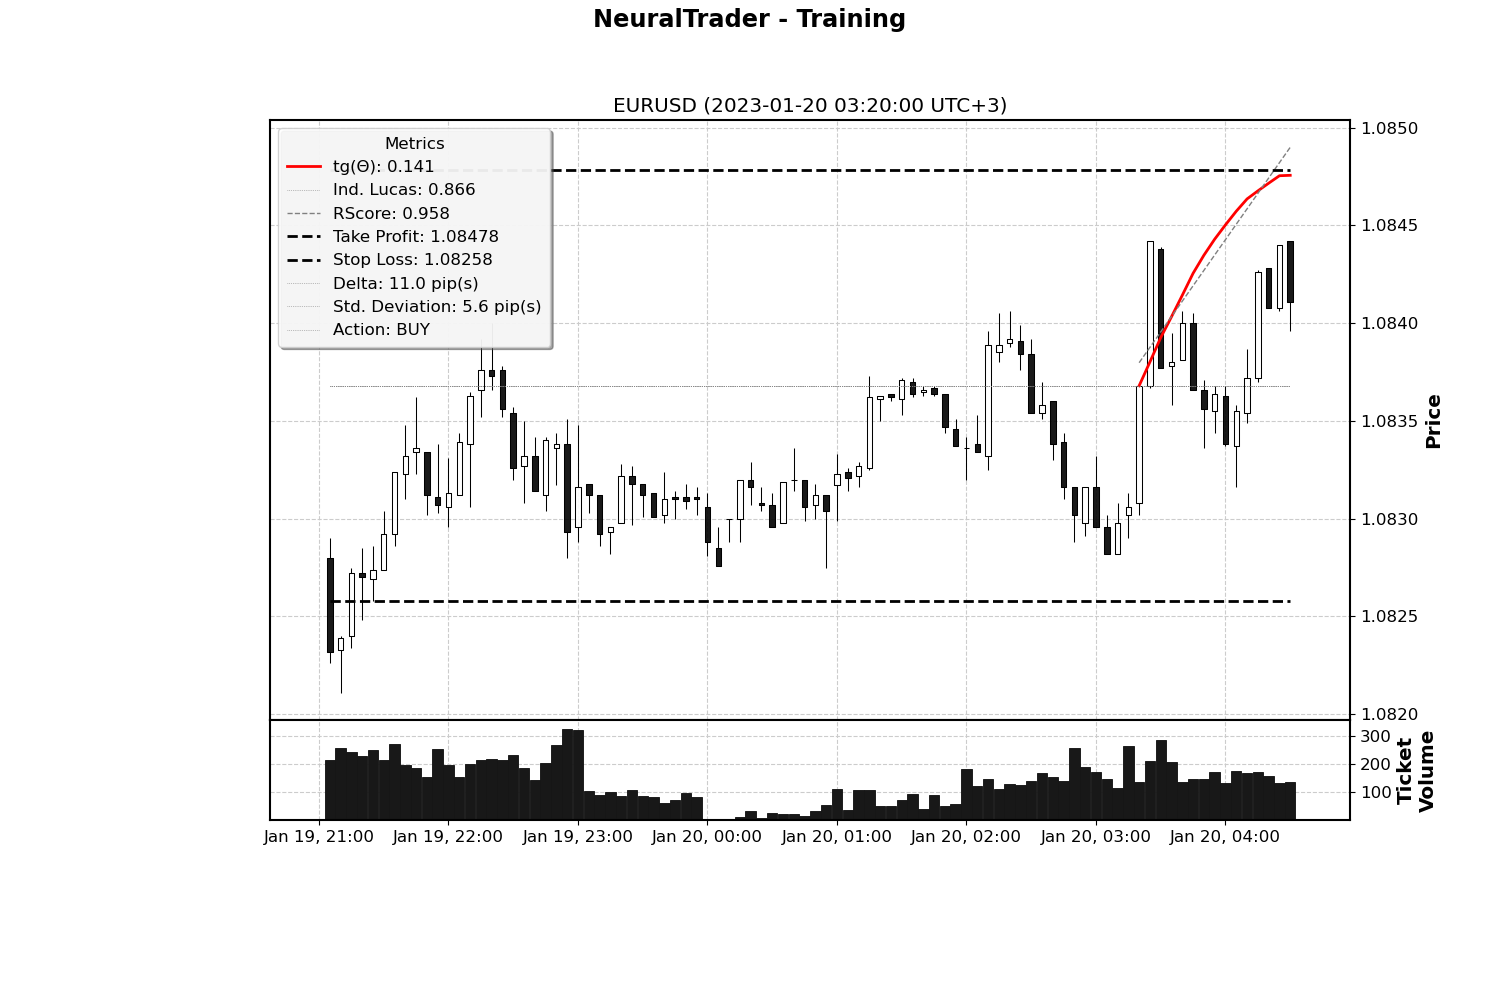 NeuralTrader - Training
EURUSD (2023-01-20 03:20:00 UTC+3)
Metrics
tg(Θ): 0.141
Ind. Lucas: 0.866
RScore: 0.958
Take Profit: 1.08478
Stop Loss: 1.08258
Delta: 11.0 pip(s)
Std. Deviation: 5.6 pip(s)
Action: BUY
1.0850
1.0845
1.0840
1.0835
1.0830
1.0825
1.0820
Price
300
200
100
Ticket
Volume
Jan 19, 21:00
Jan 19, 22:00
Jan 19, 23:00
Jan 20, 00:00
Jan 20, 01:00
Jan 20, 02:00
Jan 20, 03:00
Jan 20, 04:00